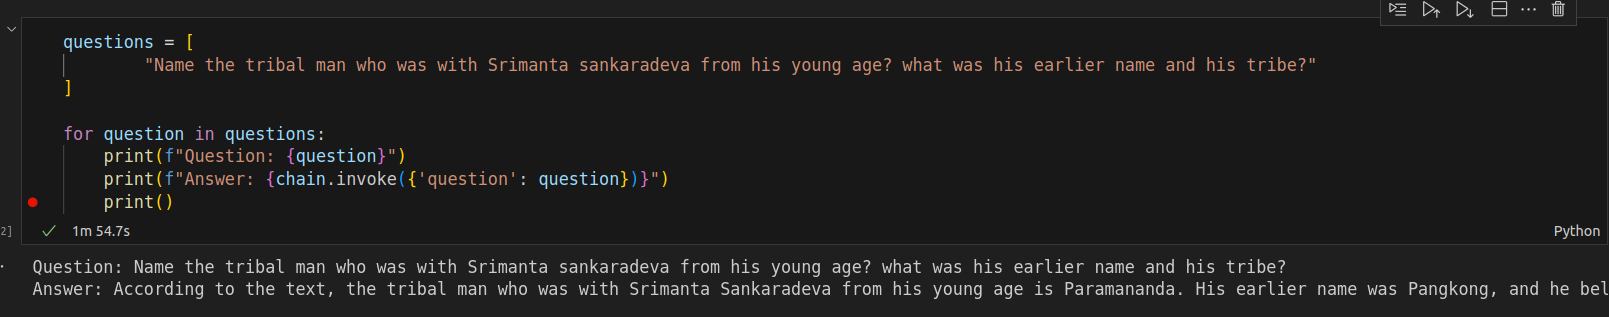 questions = [
"Name the tribal man who was with Srimanta sankaradeva from his young age? what was his earlier name and his tribe?"
]
for question in questions:
print(f"Question: {question}")
print(f"Answer: {chain.invoke({'question': question})}")
print()
2] 1m 54.7s Python
Question: Name the tribal man who was with Srimanta sankaradeva from his young age? what was his earlier name and his tribe?
Answer: According to the text, the tribal man who was with Srimanta Sankaradeva from his young age is Paramananda. His earlier name was Pangkong, and he bel